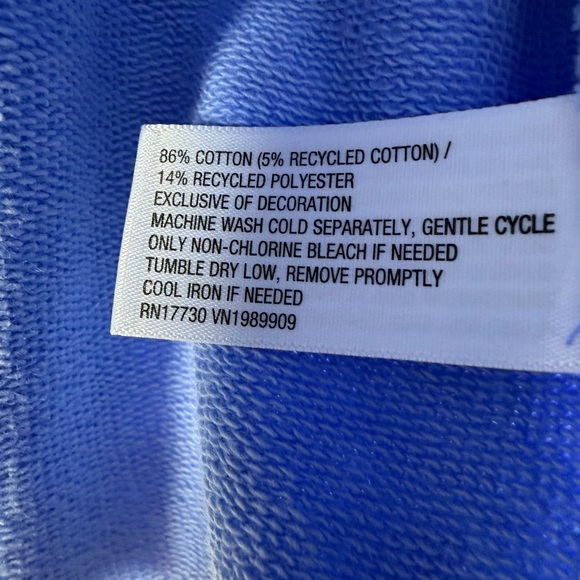 86% COTTON (5% RECYCLED COTTON) /
14% RECYCLED POLYESTER
EXCLUSIVE OF DECORATION
MACHINE WASH COLD SEPARATELY, GENTLE CYCLE
ONLY NON-CHLORINE BLEACH IF NEEDED
TUMBLE DRY LOW, REMOVE PROMPTLY
COOL IRON IF NEEDED
RN17730 VN1989909